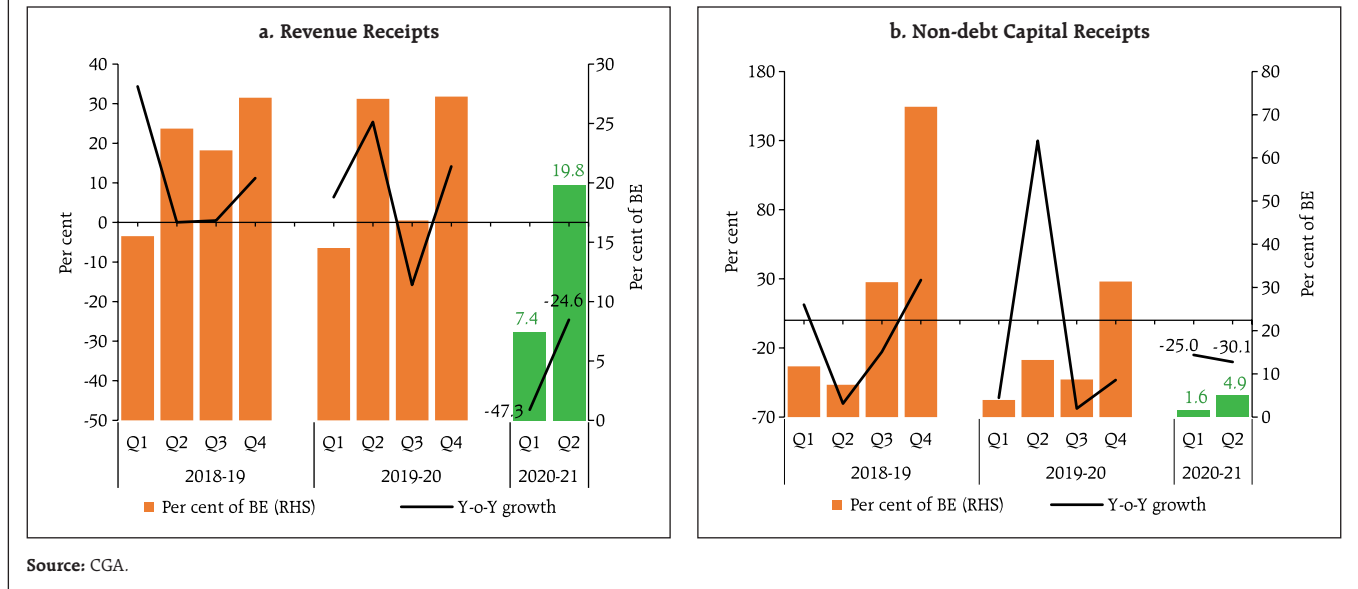 a. Revenue Receipts
40
30
20
10
0
-10
-20
-30
-40
-50
Per cent
30
25
20
15
10
5
0
Per cent of BE
19.8
7.4
-24.6
-47.3
Q1 Q2 Q3 Q4 Q1 Q2 Q3 Q4 Q1 Q2
2018-19 2019-20 2020-21
Per cent of BE (RHS) Y-o-Y growth
b. Non-debt Capital Receipts
180
130
80
30
-20
-70
Per cent
80
70
60
50
40
30
20
10
0
Per cent of BE
-25.0 -30.1
1.6 4.9
Q1 Q2 Q3 Q4 Q1 Q2 Q3 Q4 Q1 Q2
2018-19 2019-20 2020-21
Per cent of BE (RHS) Y-o-Y growth
Source: CGA.